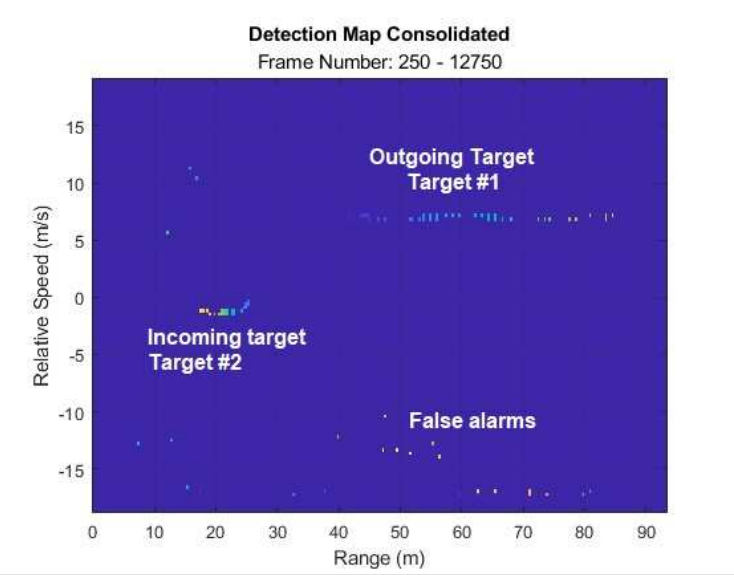 Detection Map Consolidated
Frame Number: 250 - 12750
Outgoing Target
Target #1
Incoming target
Target #2
False alarms
Relative Speed (m/s)
15
10
5
0
-5
-10
-15
0 10 20 30 40 50 60 70 80 90
Range (m)